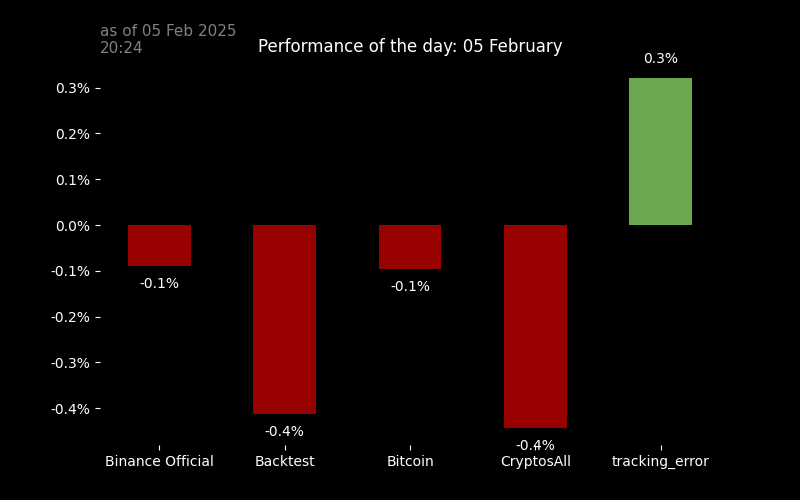 as of 05 Feb 2025
20:24
Performance of the day: 05 February
0.3%
0.3%
0.2%
0.1%
0.0%
-0.1%
-0.2%
-0.3%
-0.4%
-0.1%
-0.4%
-0.1%
-0.4%
Binance Official
Backtest
Bitcoin
CryptosAll
tracking_error